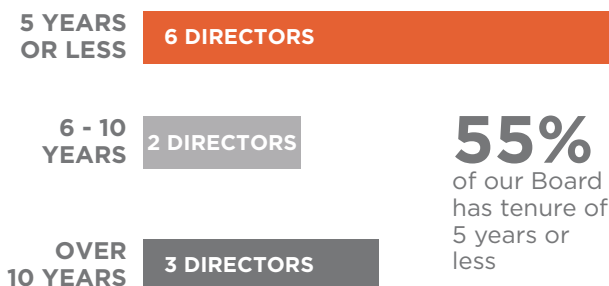 5 YEARS
OR LESS
6 DIRECTORS
6 - 10
YEARS
2 DIRECTORS
55%
of our Board
has tenure of
5 years or
less
OVER
10 YEARS
3 DIRECTORS